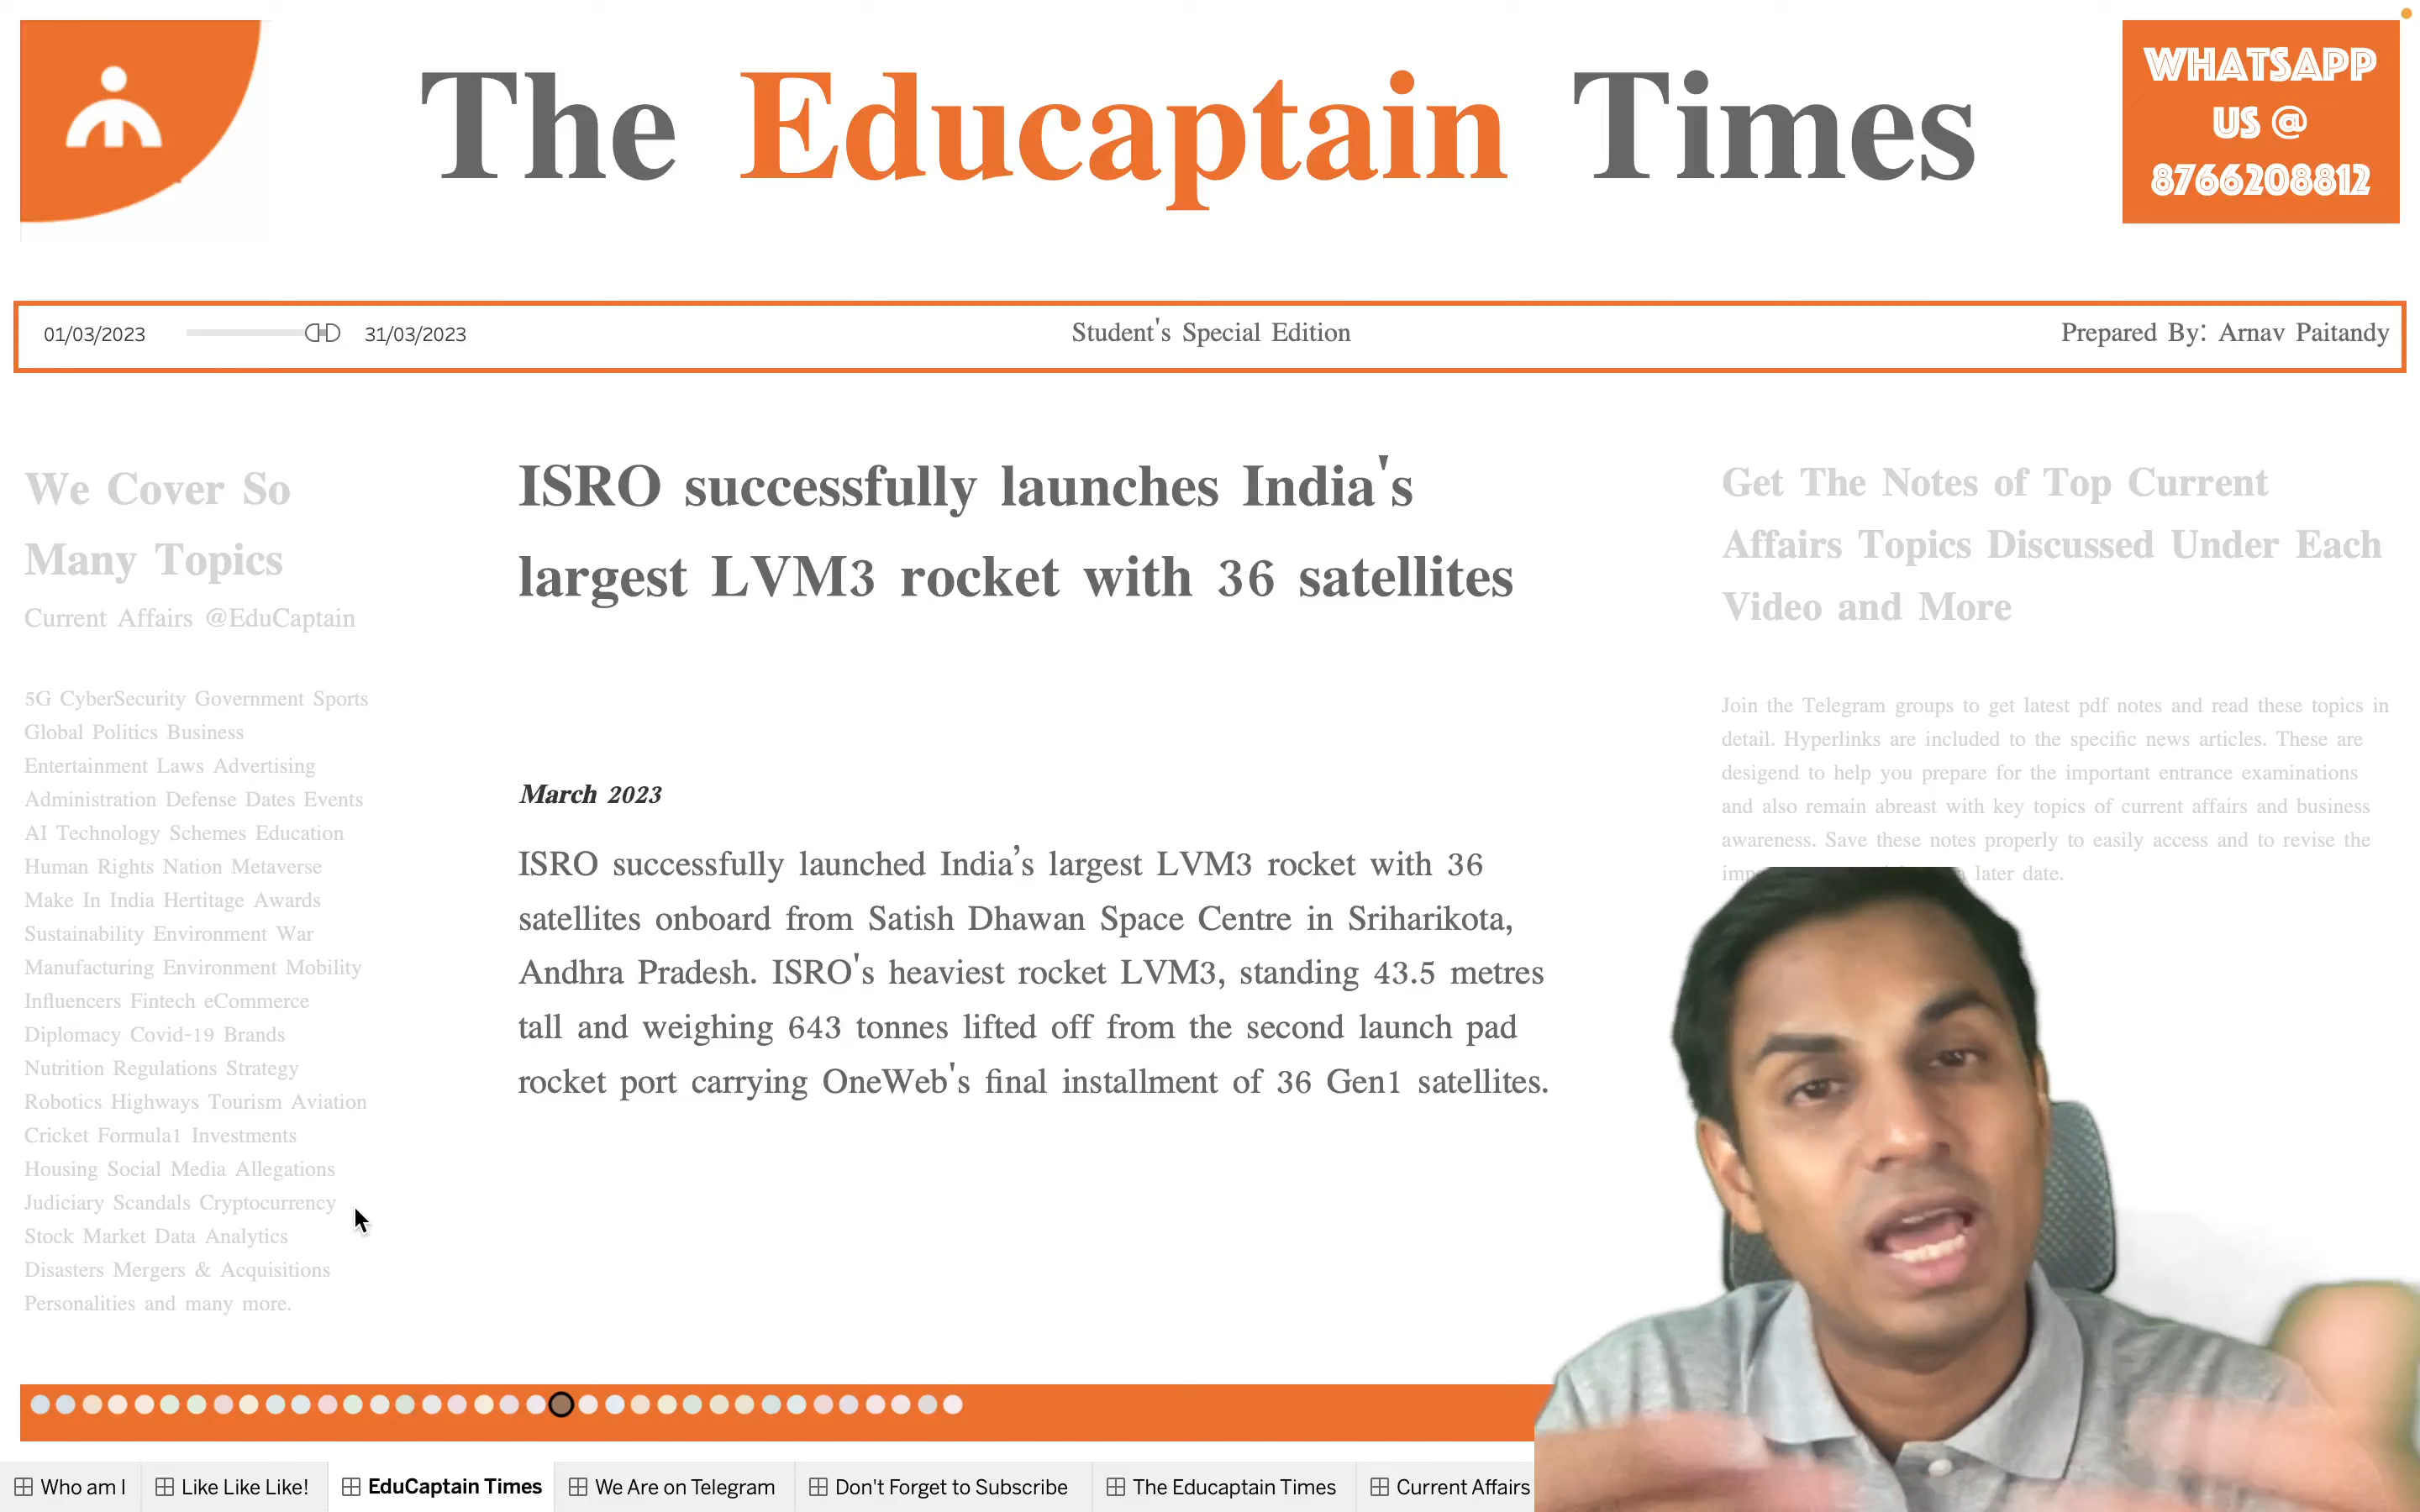 The Educaptain Times
WHATSAPP
US @
8766208812
01/03/2023
31/03/2023
Student's Special Edition
Prepared By: Arnav Paitandy
We Cover So
Many Topics
Current Affairs @EduCaptain
5G CyberSecurity Government Sports
Global Politics Business
Entertainment Laws Advertising
Administration Defense Dates Events
AI Technology Schemes Education
Human Rights Nation Metaverse
Make In India Hertitage Awards
Sustainability Environment War
Manufacturing Environment Mobility
Influencers Fintech eCommerce
Diplomacy Covid-19 Brands
Nutrition Regulations Strategy
Robotics Highways Tourism Aviation
Cricket Formula1 Investments
Housing Social Media Allegations
Judiciary Scandals Cryptocurrency
Stock Market Data Analytics
Disasters Mergers & Acquisitions
Personalities and many more.
ISRO successfully launches India's
largest LVM3 rocket with 36 satellites
March 2023
ISRO successfully launched India’s largest LVM3 rocket with 36
satellites onboard from Satish Dhawan Space Centre in Sriharikota,
Andhra Pradesh. ISRO's heaviest rocket LVM3, standing 43.5 metres
tall and weighing 643 tonnes lifted off from the second launch pad
rocket port carrying OneWeb's final installment of 36 Gen1 satellites.
Get The Notes of Top Current
Affairs Topics Discussed Under Each
Video and More
Join the Telegram groups to get latest pdf notes and read these topics in
detail. Hyperlinks are included to the specific news articles. These are
desigend to help you prepare for the important entrance examinations
and also remain abreast with key topics of current affairs and business
awareness. Save these notes properly to easily access and to revise the
later date.
Who am I
Like Like Like!
EduCaptain Times
We Are on Telegram
Don't Forget to Subscribe
The Educaptain Times
Current Affairs